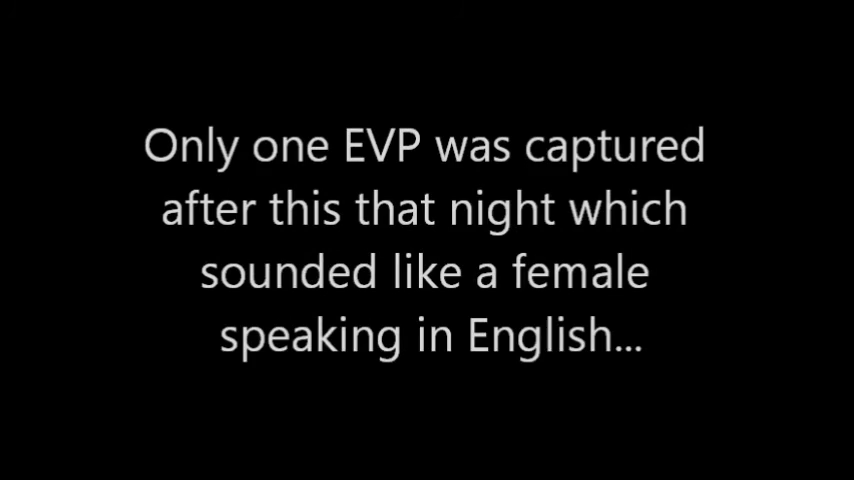 Only one EVP was captured
after this that night which
sounded like a female
speaking in English...